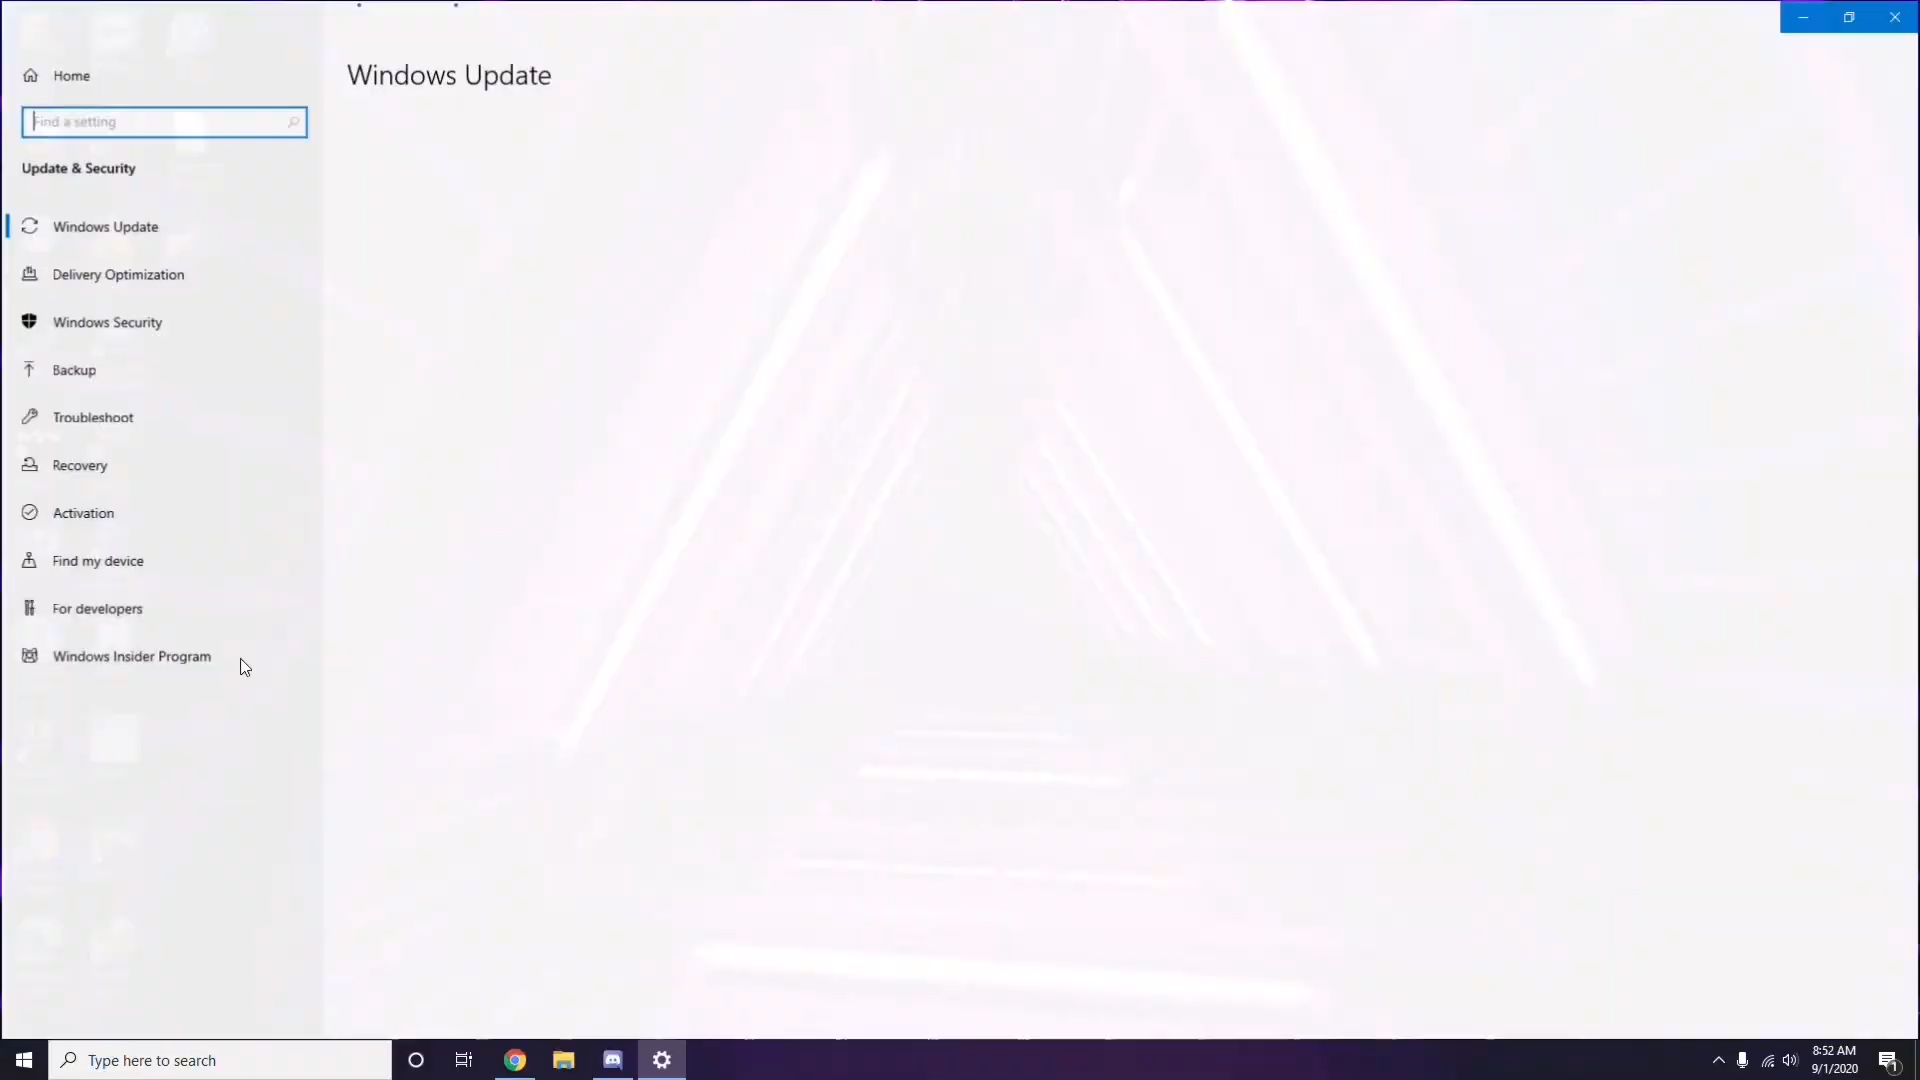 Home
Windows Update
Find a setting
Update & Security
Windows Update
Delivery Optimization
Windows Security
Backup
Troubleshoot
Recovery
Activation
Find my device
For developers
Windows Insider Program
Type here to search
8:52 AM
9/1/2020
1